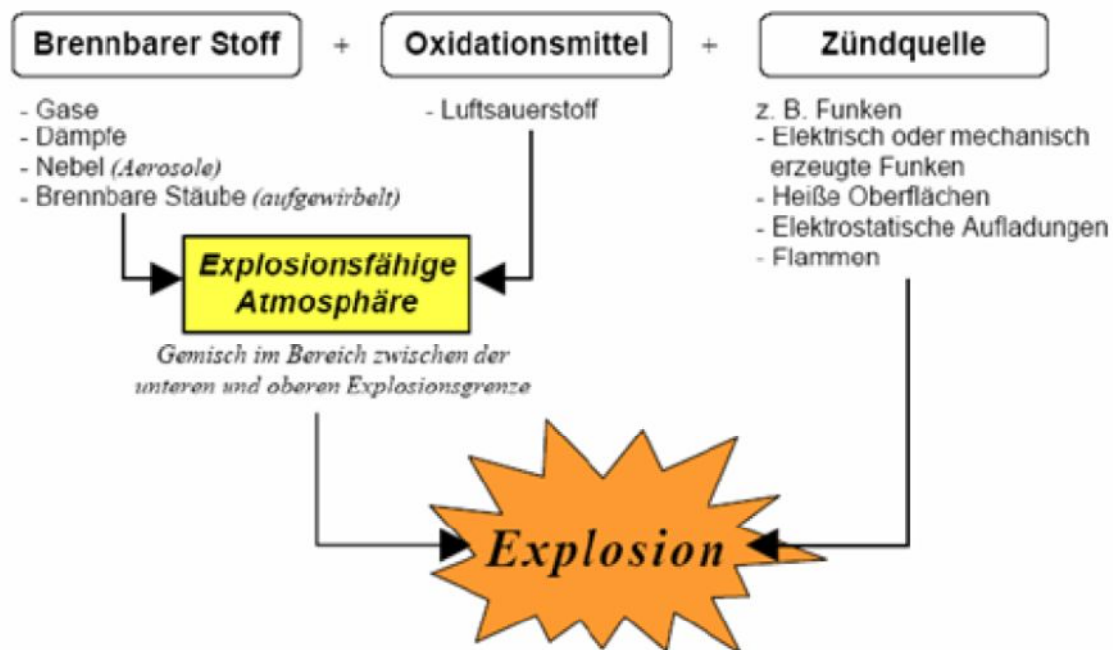 Brennbarer Stoff + Oxidationsmittel + Zündquelle
- Gase
- Dämpfe
- Nebel (Aerosole)
- Brennbare Stäube (aufgewirbelt)
- Luftsauerstoff
z. B. Funken
- Elektrisch oder mechanisch
erzeugte Funken
- Heiße Oberflächen
- Elektrostatische Aufladungen
- Flammen
Explosionsfähige
Atmosphäre
Gemisch im Bereich zwischen der
unteren und oberen Explosionsgrenze
Explosion